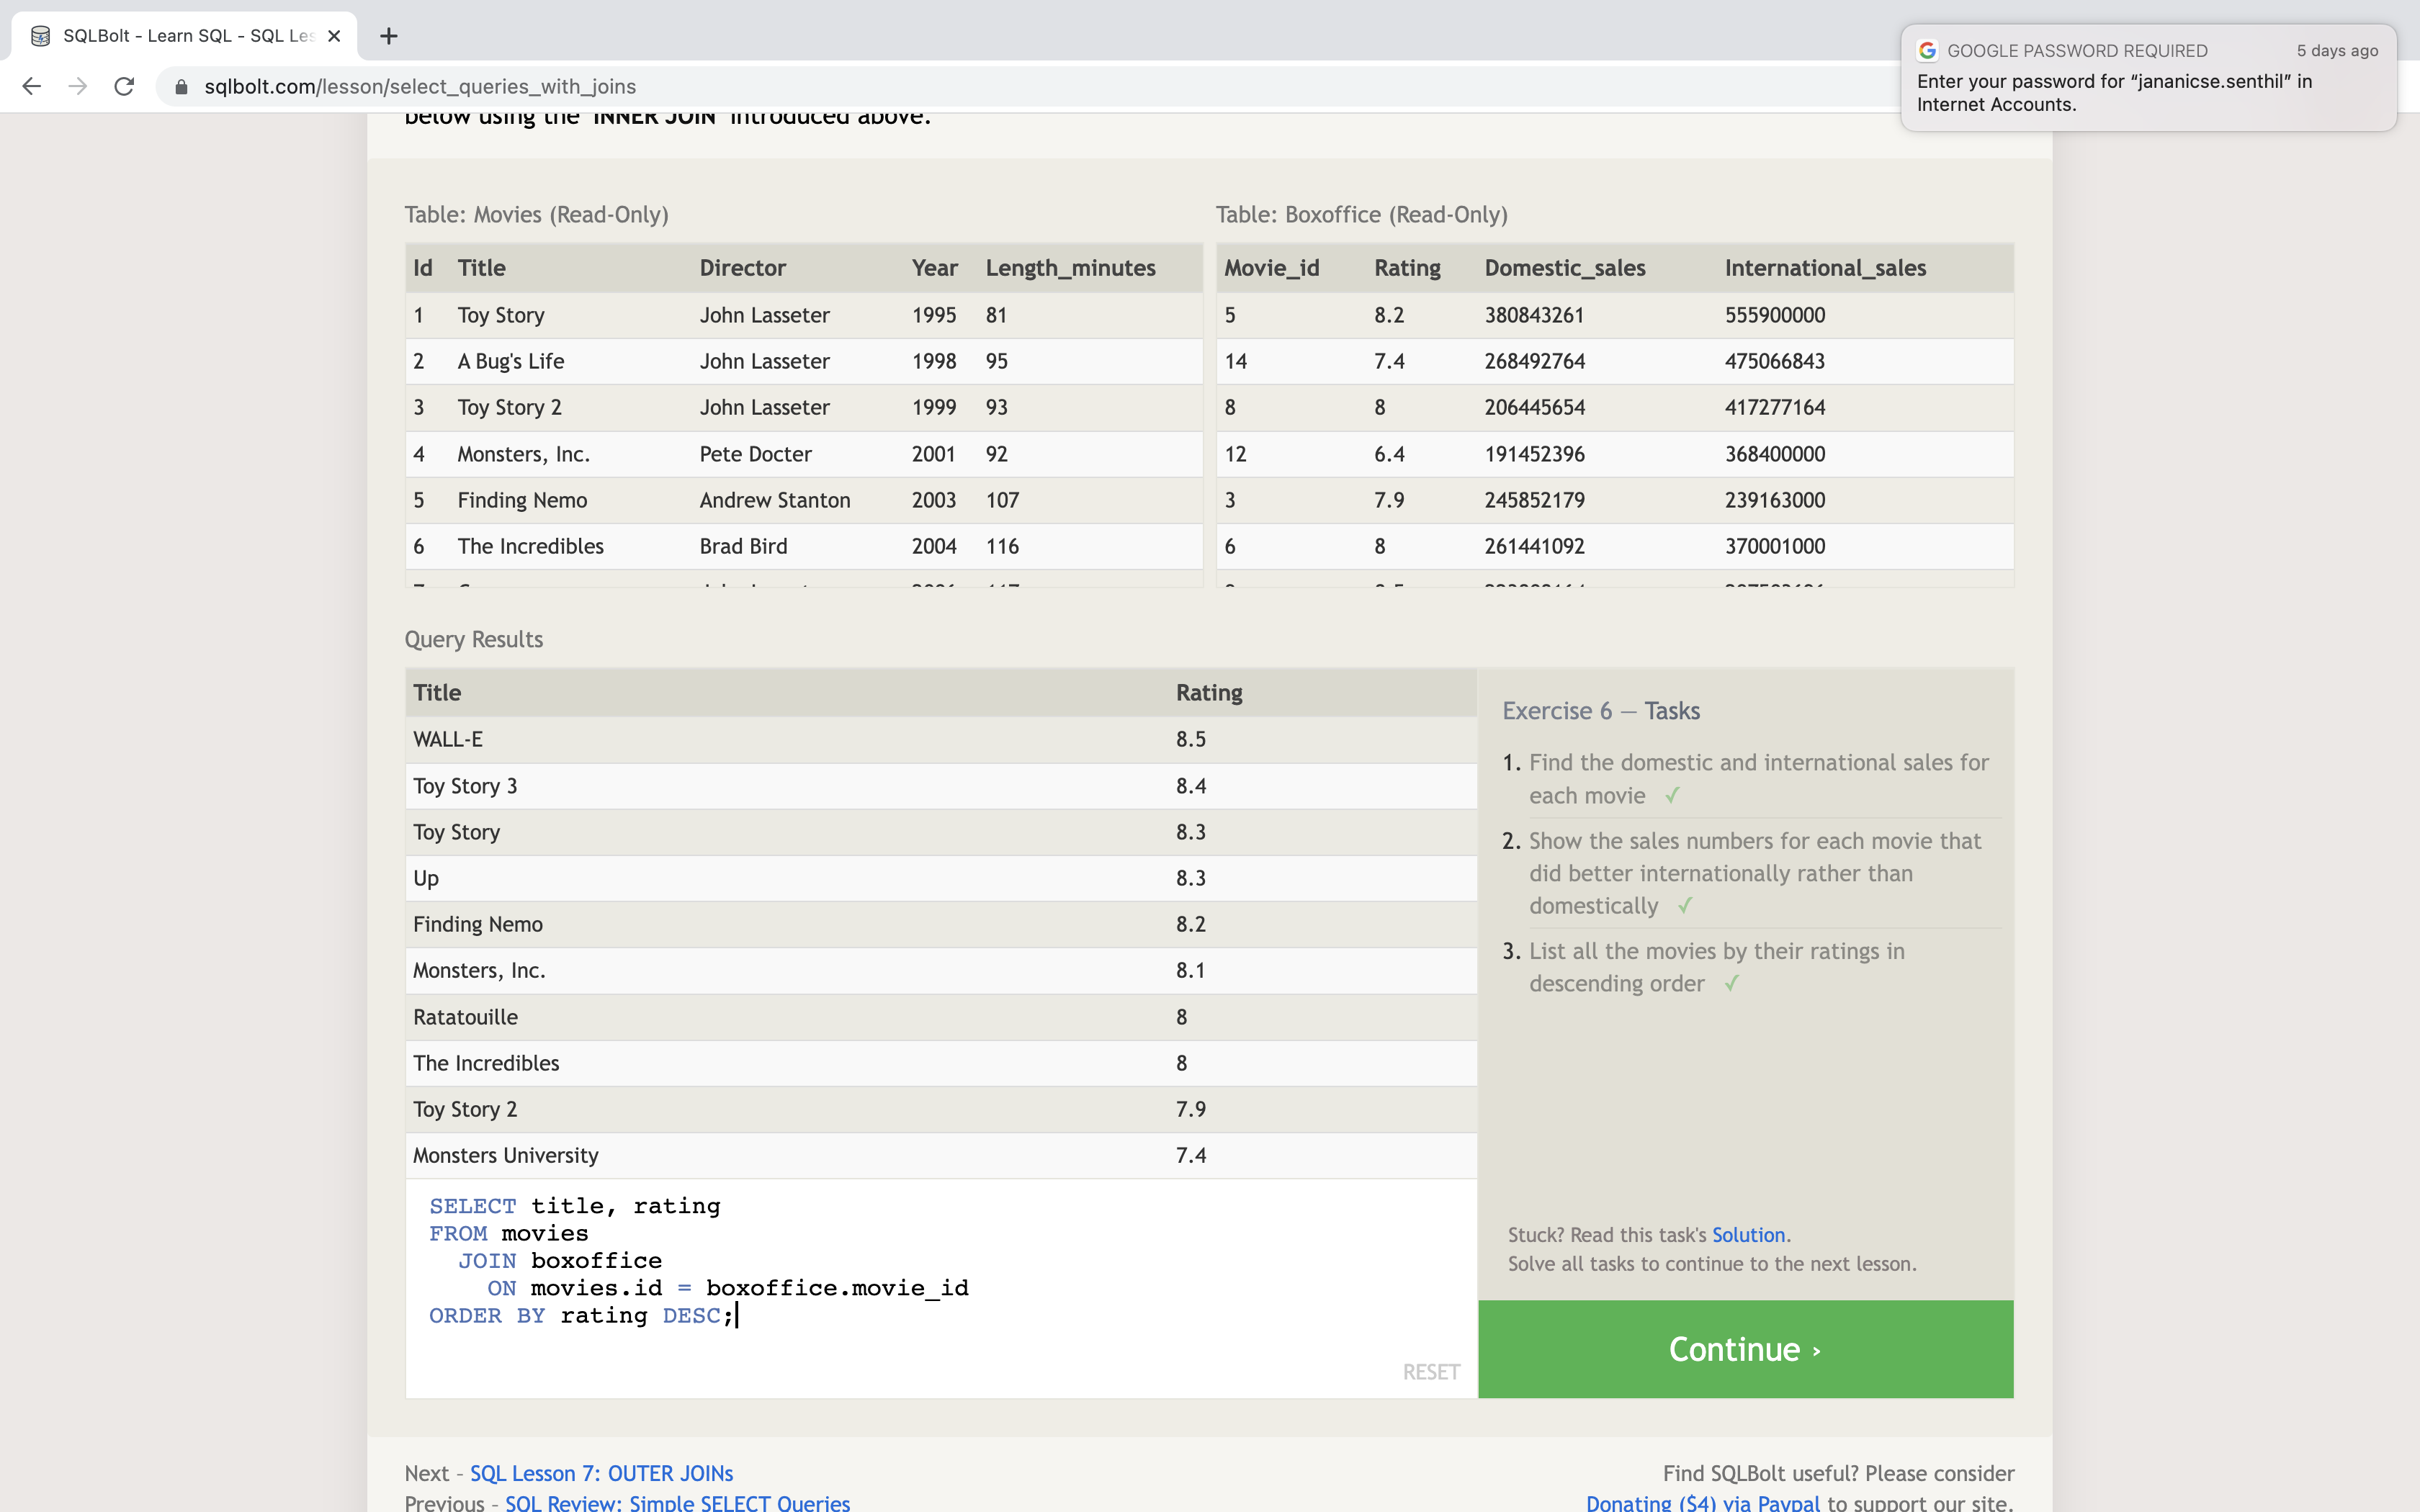 SQLBolt - Learn SQL - SQL Les
sqlbolt.com/lesson/select_queries_with_joins
GOOGLE PASSWORD REQUIRED 5 days ago
Enter your password for “jananicse.senthil” in
Internet Accounts.
below using the INNER JOIN introduced above.
Table: Movies (Read-Only)
Id Title Director Year Length_minutes
1 Toy Story John Lasseter 1995 81
2 A Bug's Life John Lasseter 1998 95
3 Toy Story 2 John Lasseter 1999 93
4 Monsters, Inc. Pete Docter 2001 92
5 Finding Nemo Andrew Stanton 2003 107
6 The Incredibles Brad Bird 2004 116
Table: Boxoffice (Read-Only)
Movie_id Rating Domestic_sales International_sales
5 8.2 380843261 555900000
14 7.4 268492764 475066843
8 8 206445654 417277164
12 6.4 191452396 368400000
3 7.9 245852179 239163000
6 8 261441092 370001000
Query Results
Title Rating
WALL-E 8.5
Toy Story 3 8.4
Toy Story 8.3
Up 8.3
Finding Nemo 8.2
Monsters, Inc. 8.1
Ratatouille 8
The Incredibles 8
Toy Story 2 7.9
Monsters University 7.4
SELECT title, rating
FROM movies
JOIN boxoffice
ON movies.id = boxoffice.movie_id
ORDER BY rating DESC;
RESET
Exercise 6 — Tasks
1. Find the domestic and international sales for
each movie ✓
2. Show the sales numbers for each movie that
did better internationally rather than
domestically ✓
3. List all the movies by their ratings in
descending order ✓
Stuck? Read this task's Solution.
Solve all tasks to continue to the next lesson.
Continue ›
Next – SQL Lesson 7: OUTER JOINs
Previous – SQL Review: Simple SELECT Queries
Find SQLBolt useful? Please consider
Donating ($4) via Paypal to support our site.